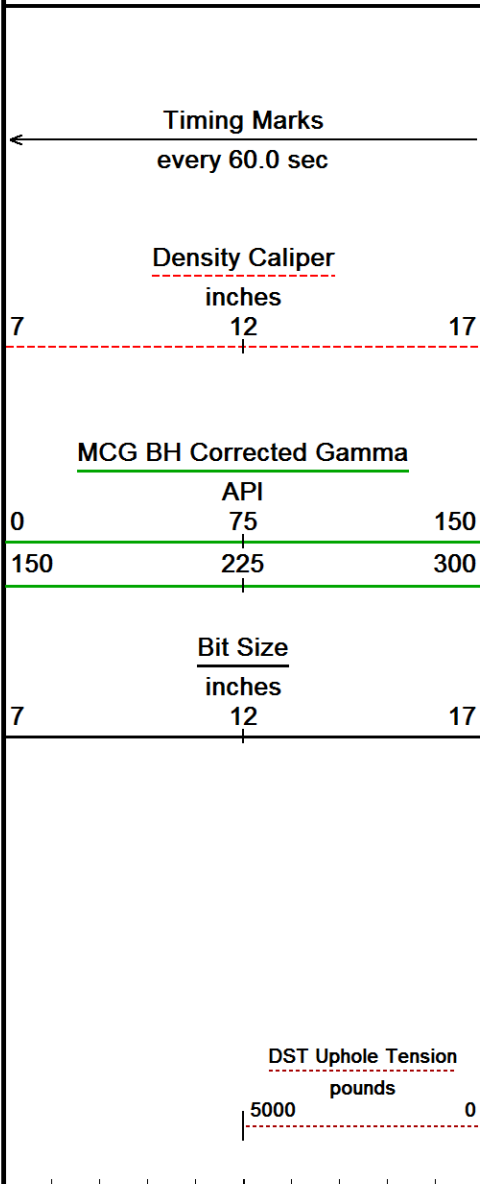 Timing Marks
every 60.0 sec
Density Caliper
inches
7 12 17
MCG BH Corrected Gamma
API
0 75 150
150 225 300
Bit Size
inches
7 12 17
DST Uphole Tension
pounds
5000 0